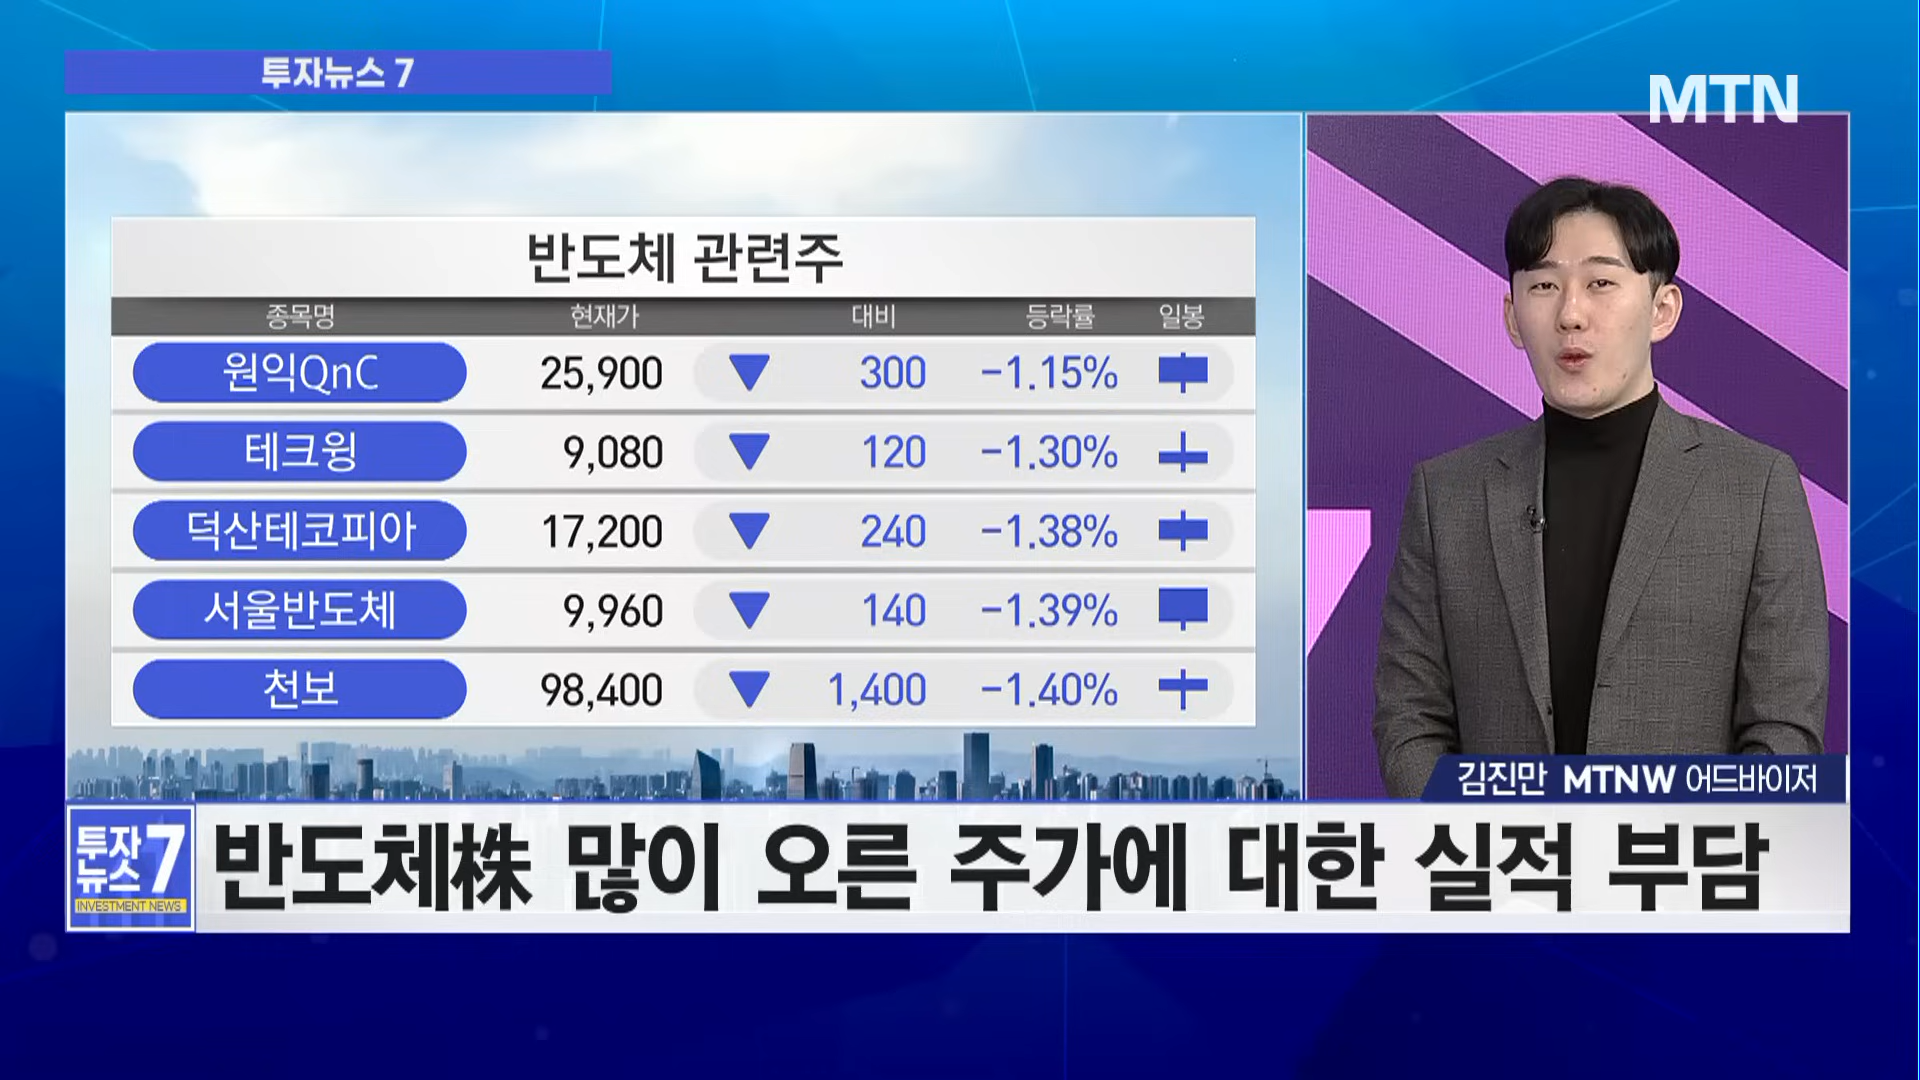 투자뉴스 7
MTN
반도체 관련주
종목명 현재가 대비 등락률 일봉
원익QnC 25,900 ▼ 300 -1.15%
테크윙 9,080 ▼ 120 -1.30%
덕산테코피아 17,200 ▼ 240 -1.38%
서울반도체 9,960 ▼ 140 -1.39%
천보 98,400 ▼ 1,400 -1.40%
김진만 MTNW 어드바이저
투자뉴스 7
INVESTMENT NEWS
반도체株 많이 오른 주가에 대한 실적 부담